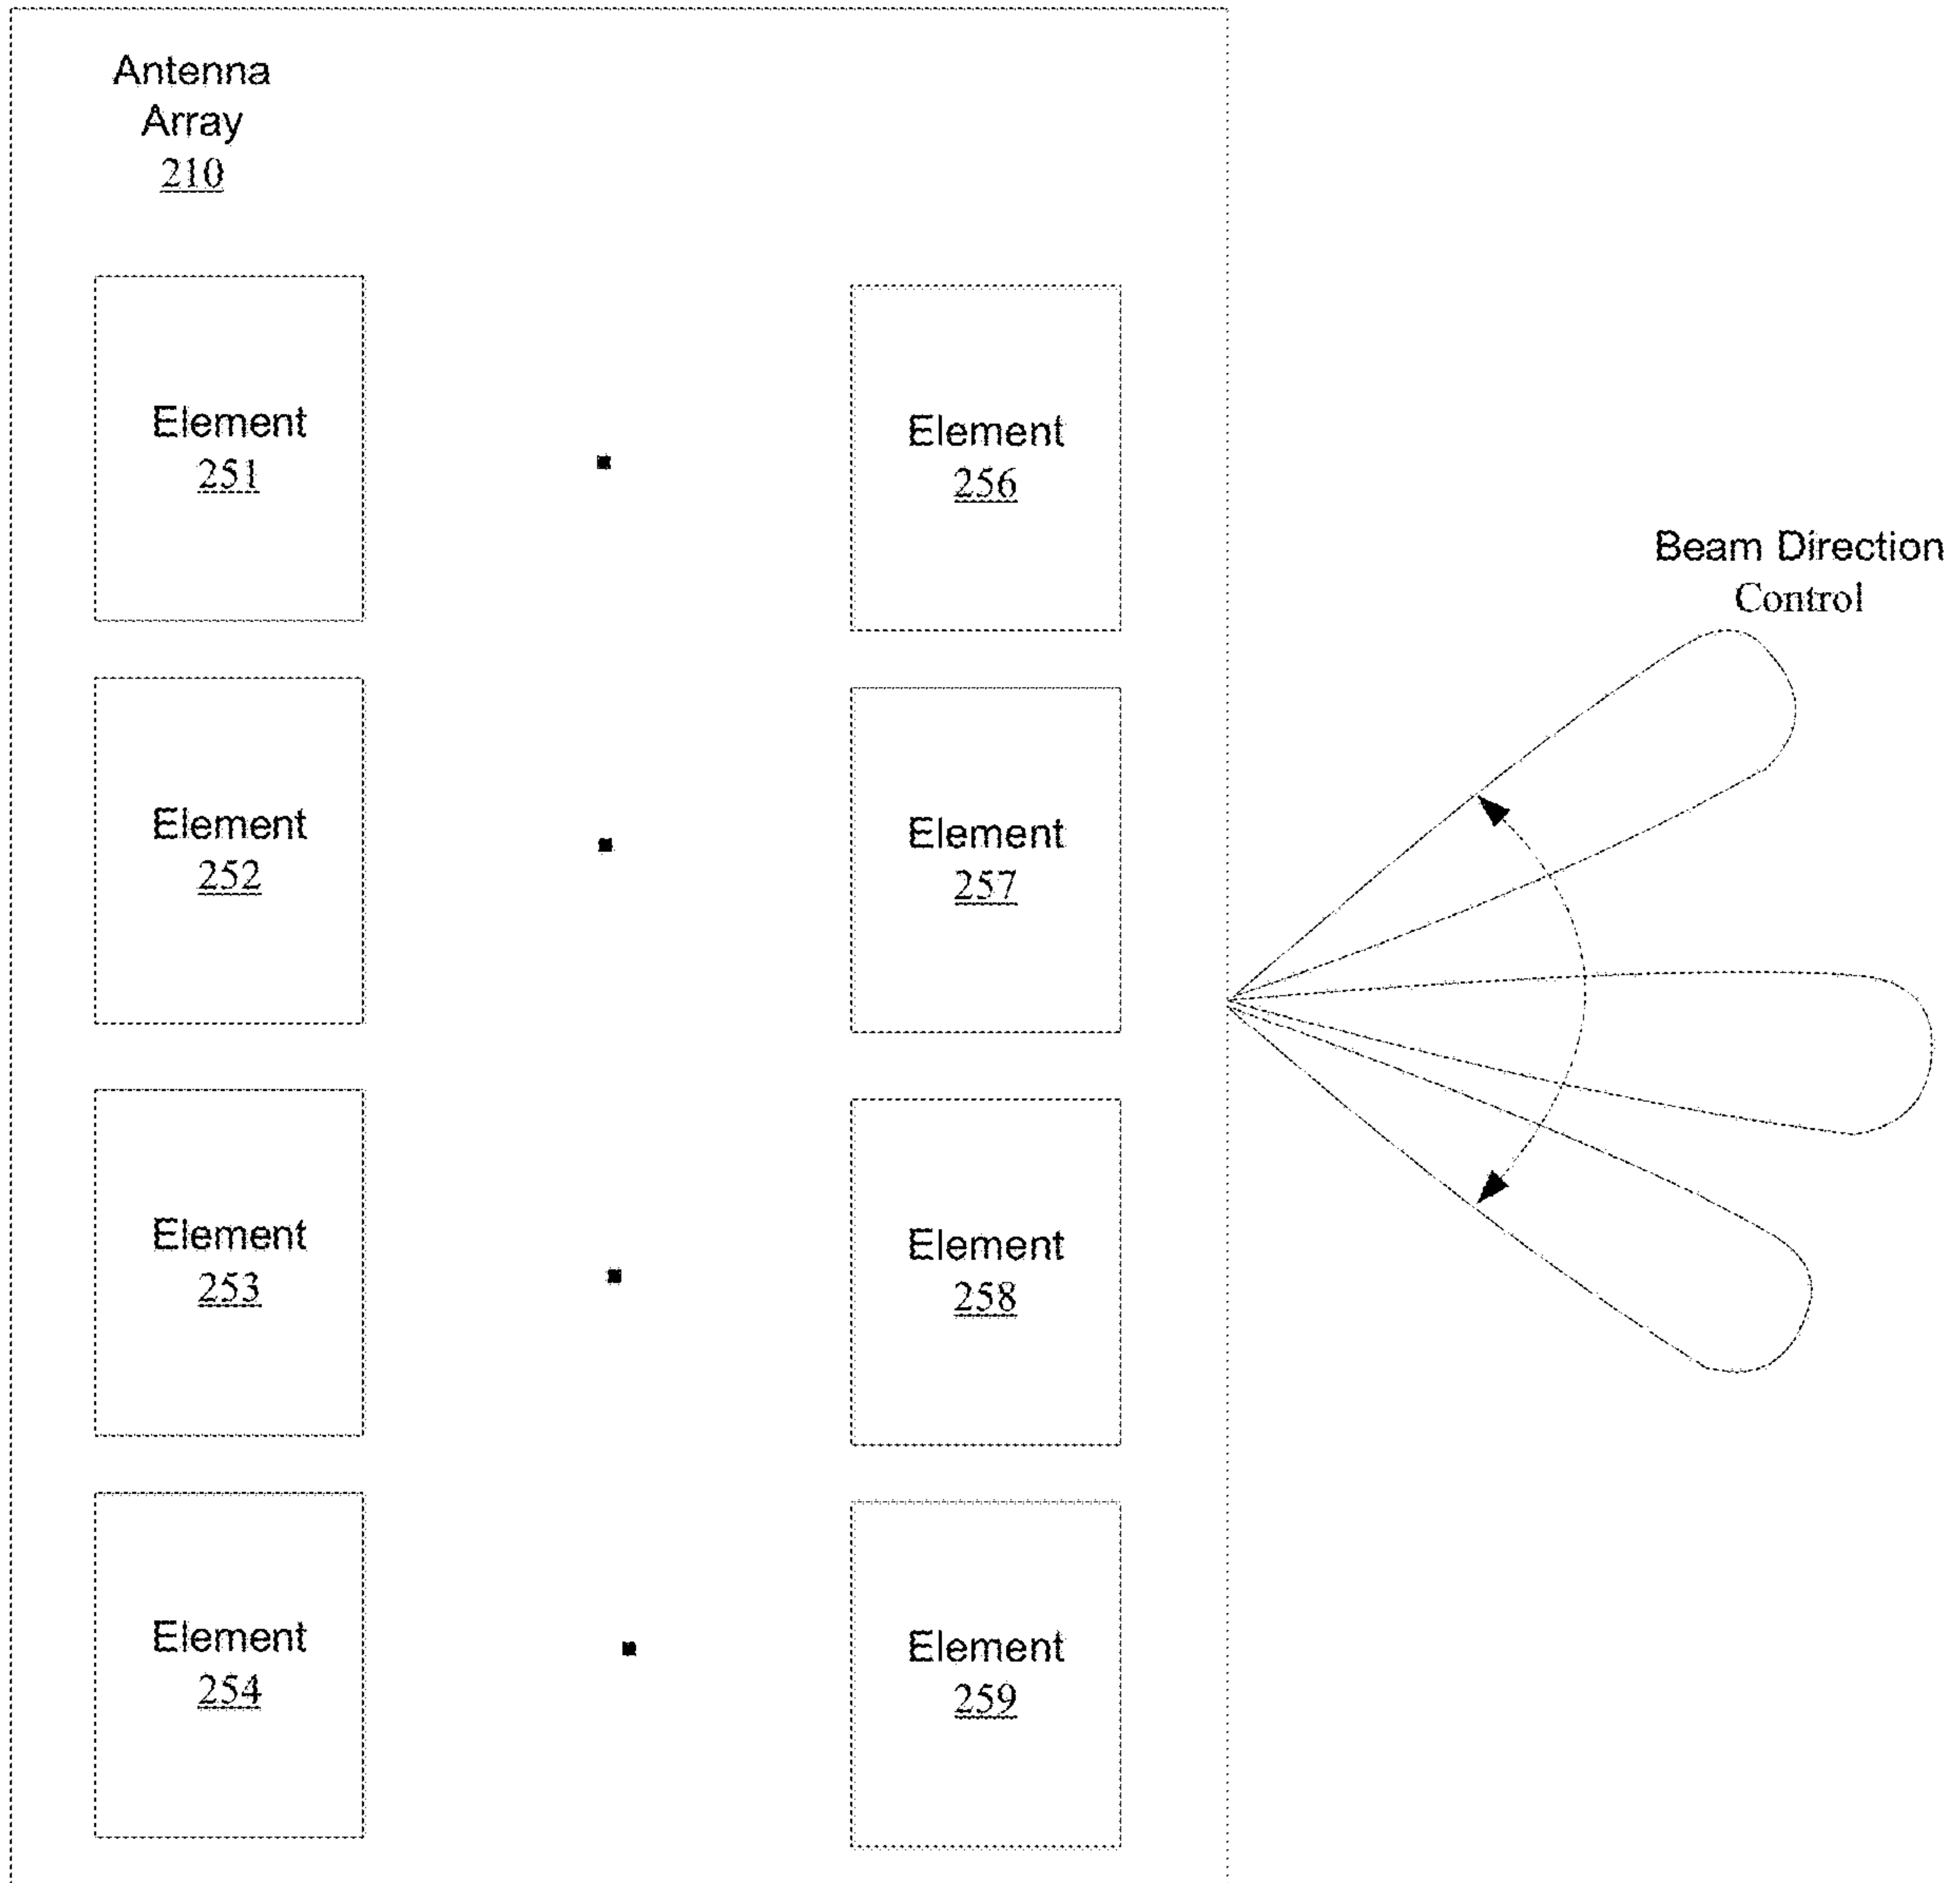 Antenna
Array
210
Element
251
Element
256
Beam Direction
Control
Element
252
Element
257
Element
253
Element
258
Element
254
Element
259